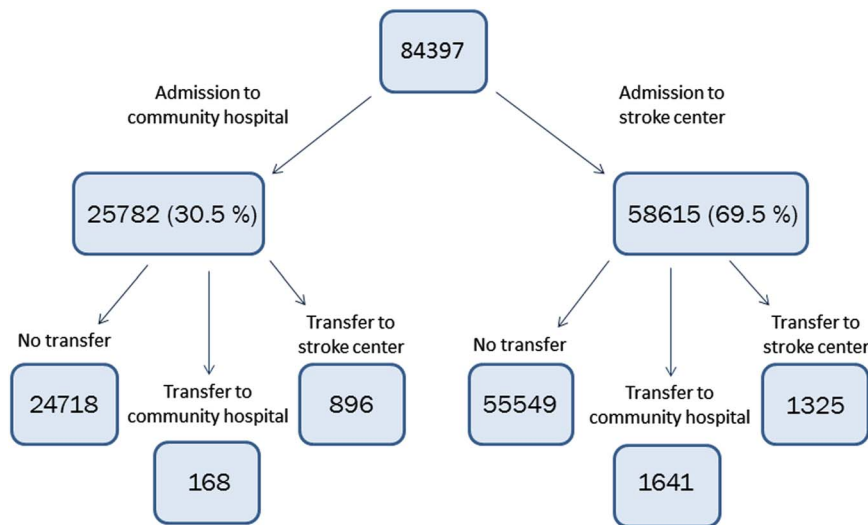 84397
Admission to
community hospital
Admission to
stroke center
25782 (30.5 %)
58615 (69.5 %)
No transfer
24718
Transfer to
community hospital
168
Transfer to
stroke center
896
No transfer
55549
Transfer to
community hospital
1641
Transfer to
stroke center
1325